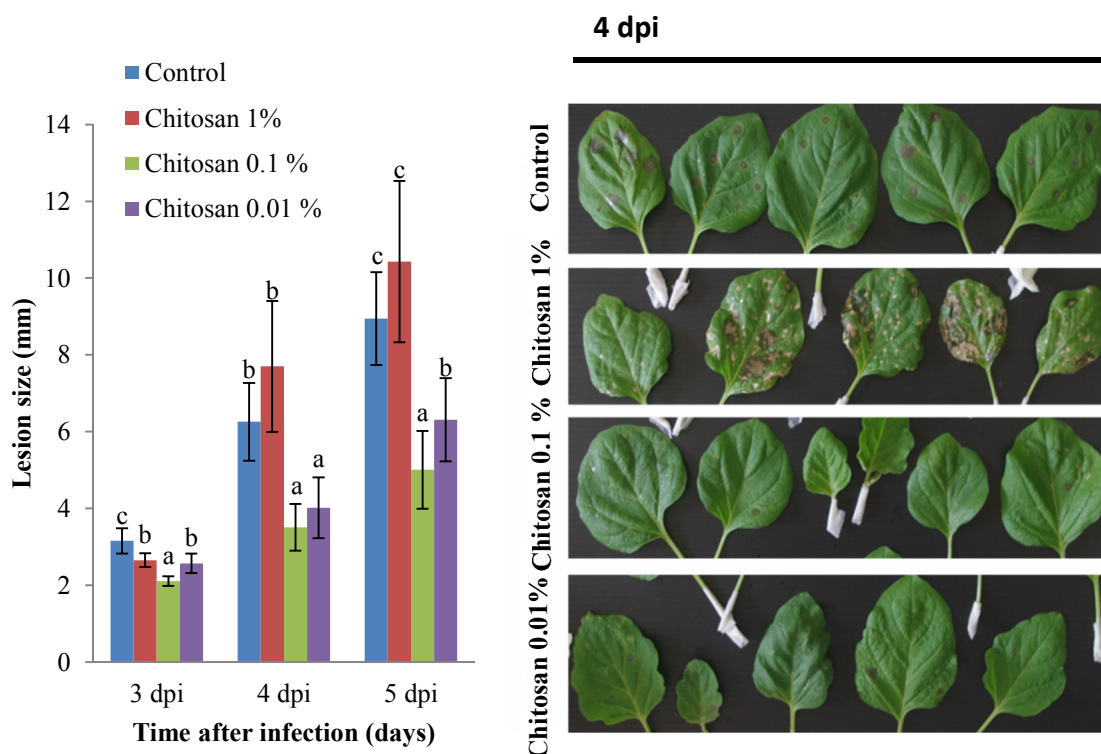 4 dpi
Control
Chitosan 1%
Chitosan 0.1 %
Chitosan 0.01 %
Lesion size (mm)
14
12
10
8
6
4
2
0
c
b
a
b
b
b
a
a
c
c
a
b
3 dpi
4 dpi
5 dpi
Time after infection (days)
Control
Chitosan 1%
Chitosan 0.1 %
Chitosan 0.01%